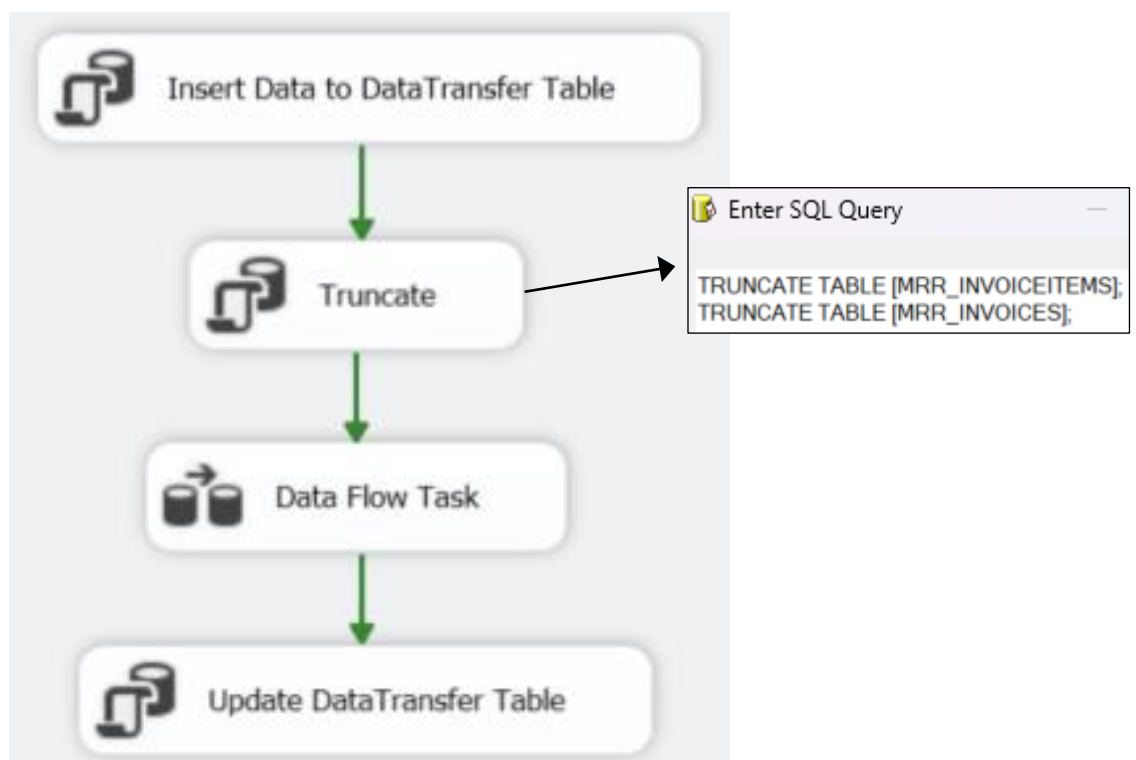 Insert Data to DataTransfer Table
Truncate
Enter SQL Query
TRUNCATE TABLE [MRR_INVOICEITEMS];
TRUNCATE TABLE [MRR_INVOICES];
Data Flow Task
Update DataTransfer Table